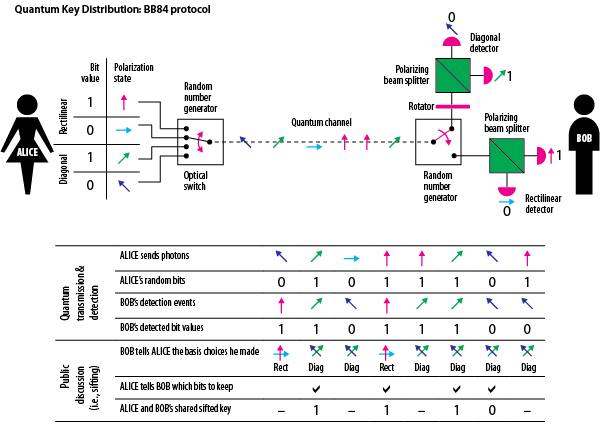 Quantum Key Distribution: BB84 protocol
Bit value
Polarization state
Rectilinear
Diagonal
1
0
1
0
ALICE
Random number generator
Optical switch
Quantum channel
0
Diagonal detector
1
Polarizing beam splitter
Rotator
Random number generator
Polarizing beam splitter
1
0
Rectilinear detector
BOB
Quantum transmission & detection
ALICE sends photons
ALICE's random bits 0 1 0 1 1 1 0 1
BOB's detection events
BOB's detected bit values 1 1 0 1 1 1 0 0
Public discussion (i.e., sifting)
BOB tells ALICE the basis choices he made
Rect Diag Diag Rect Diag Diag Diag Diag
ALICE tells BOB which bits to keep ✓ ✓ ✓ ✓
ALICE and BOB's shared sifted key – 1 – 1 – 1 0 –